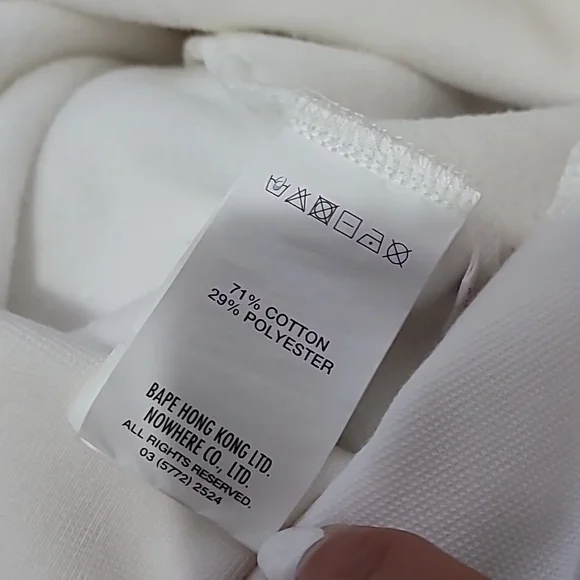 71% COTTON
29% POLYESTER
BAPE HONG KONG LTD.
NOWHERE CO., LTD.
ALL RIGHTS RESERVED.
03 (5772) 2524